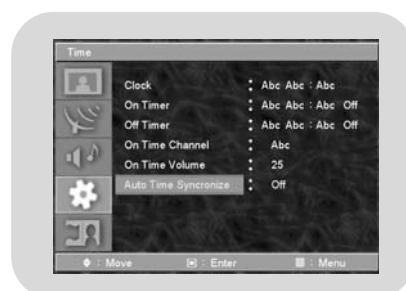 Time
Clock : Abc Abc : Abc
On Timer : Abc Abc : Abc Off
Off Timer : Abc Abc : Abc Off
On Time Channel : Abc
On Time Volume : 25
Auto Time Syncronize : Off
: Move : Enter : Menu